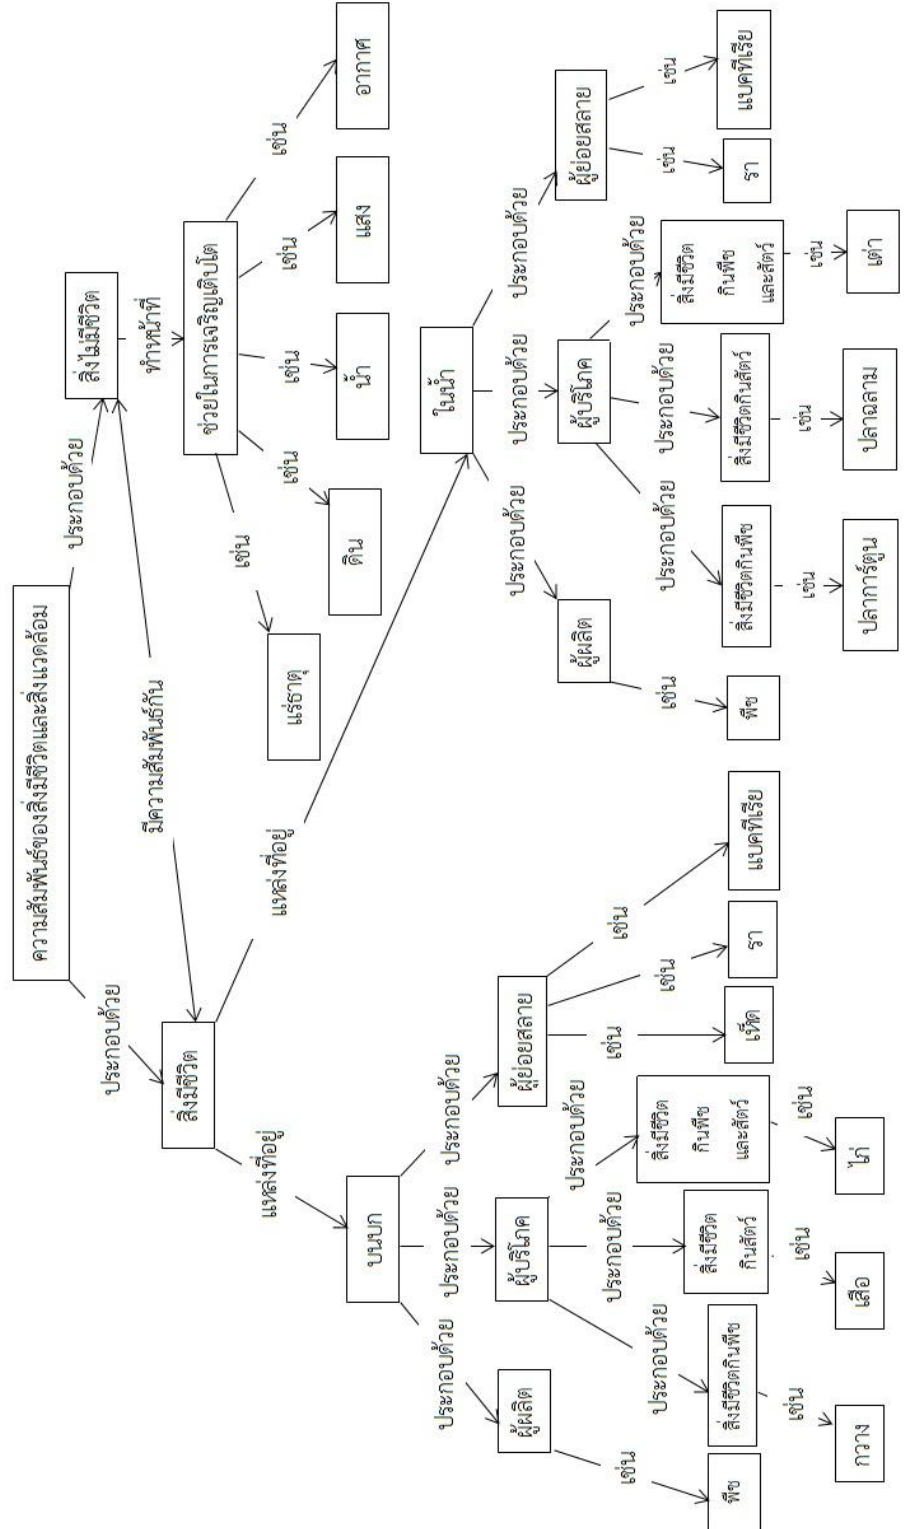 ความสัมพันธ์ของสิ่งมีชีวิตและสิ่งแวดล้อม
ประกอบด้วย
ประกอบด้วย
สิ่งมีชีวิต
มีความสัมพันธ์กัน
สิ่งไม่มีชีวิต
ทำหน้าที่
ช่วยในการเจริญเติบโต
เช่น
เช่น
เช่น
เช่น
เช่น
แร่ธาตุ
ดิน
น้ำ
แสง
อากาศ
แหล่งที่อยู่
แหล่งที่อยู่
บนบก
ในน้ำ
ประกอบด้วย
ประกอบด้วย
ประกอบด้วย
ประกอบด้วย
ประกอบด้วย
ประกอบด้วย
ผู้ผลิต
ผู้บริโภค
ผู้ย่อยสลาย
ผู้ผลิต
ผู้บริโภค
ผู้ย่อยสลาย
เช่น
ประกอบด้วย
ประกอบด้วย
ประกอบด้วย
เช่น
เช่น
เช่น
เช่น
ประกอบด้วย
ประกอบด้วย
ประกอบด้วย
เช่น
เช่น
พืช
สิ่งมีชีวิตกินพืช
สิ่งมีชีวิต
กินสัตว์
สิ่งมีชีวิต
กินพืช
และสัตว์
เห็ด
รา
แบคทีเรีย
พืช
สิ่งมีชีวิตกินพืช
สิ่งมีชีวิตกินสัตว์
สิ่งมีชีวิต
กินพืช
และสัตว์
รา
แบคทีเรีย
เช่น
เช่น
เช่น
เช่น
เช่น
เช่น
กวาง
เสือ
ไก่
ปลาการ์ตูน
ปลาฉลาม
เต่า